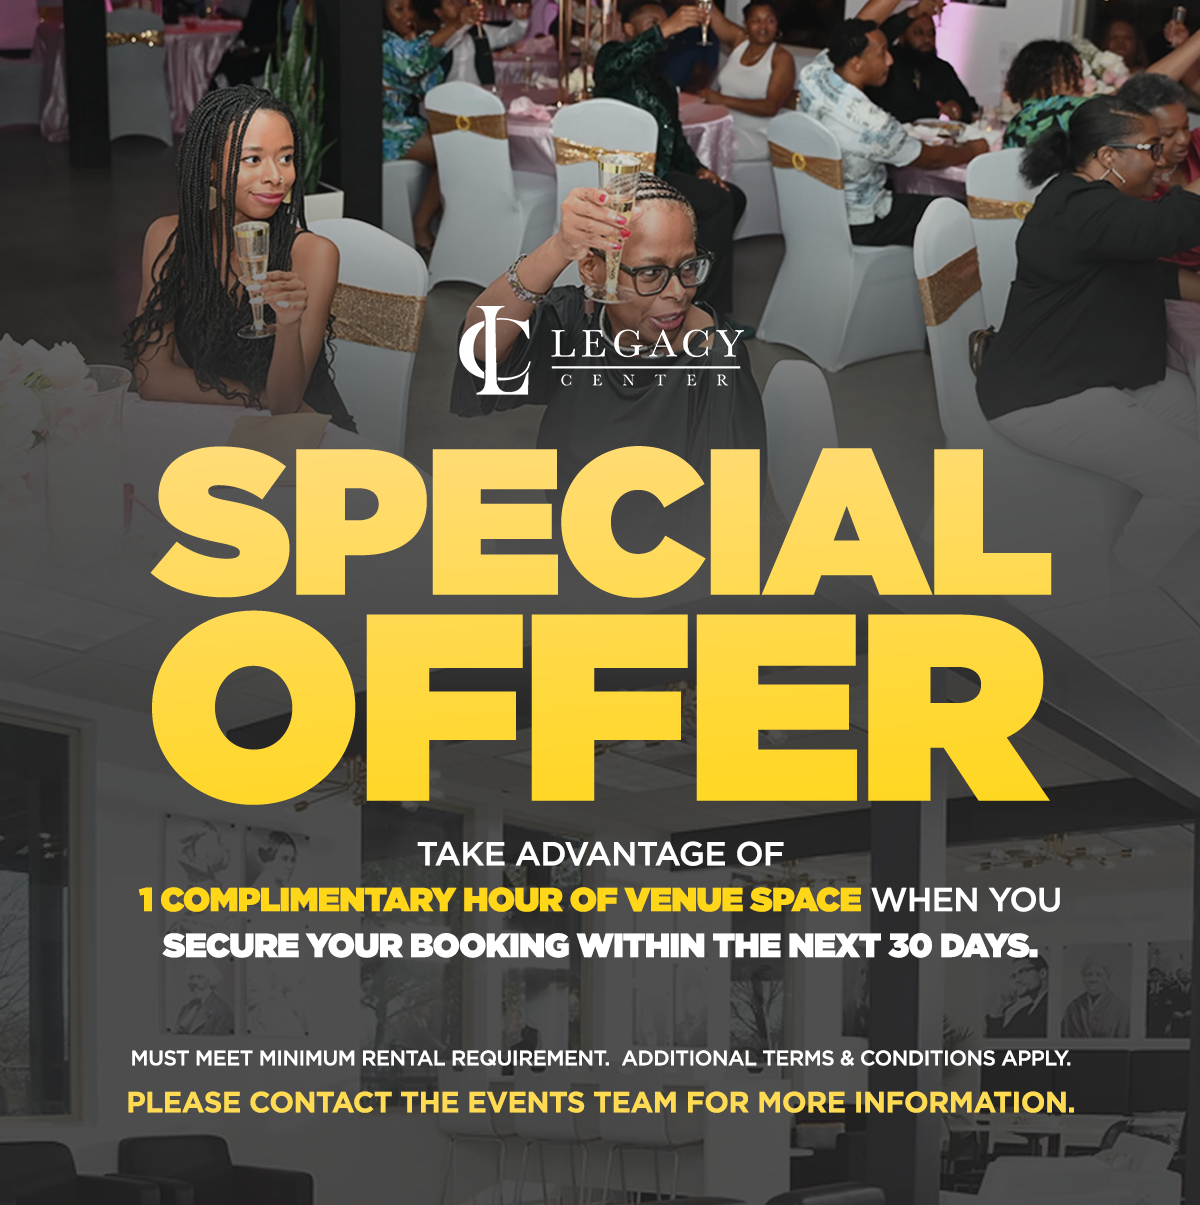 LEGACY
CENTER
SPECIAL
OFFER
TAKE ADVANTAGE OF
1 COMPLIMENTARY HOUR OF VENUE SPACE WHEN YOU
SECURE YOUR BOOKING WITHIN THE NEXT 30 DAYS.
MUST MEET MINIMUM RENTAL REQUIREMENT. ADDITIONAL TERMS & CONDITIONS APPLY.
PLEASE CONTACT THE EVENTS TEAM FOR MORE INFORMATION.